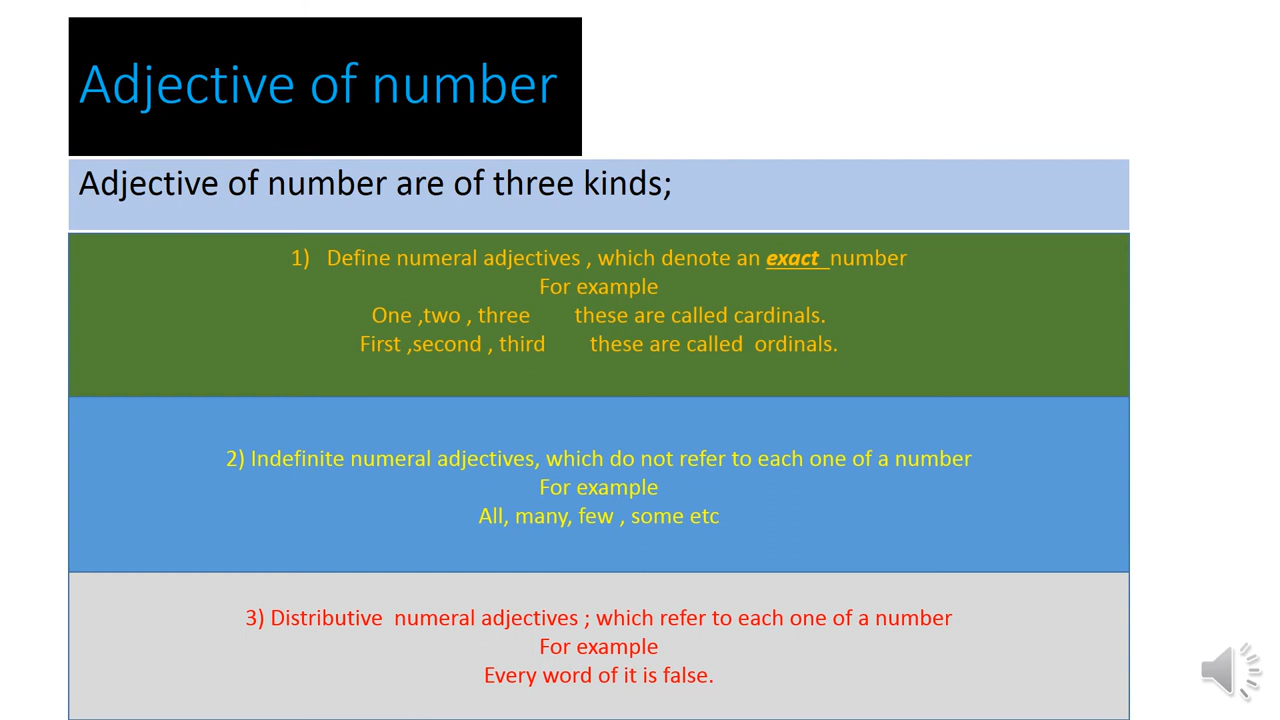 Adjective of number
Adjective of number are of three kinds;
1) Define numeral adjectives , which denote an exact number
For example
One ,two , three these are called cardinals.
First ,second , third these are called ordinals.
2) Indefinite numeral adjectives, which do not refer to each one of a number
For example
All, many, few , some etc
3) Distributive numeral adjectives ; which refer to each one of a number
For example
Every word of it is false.